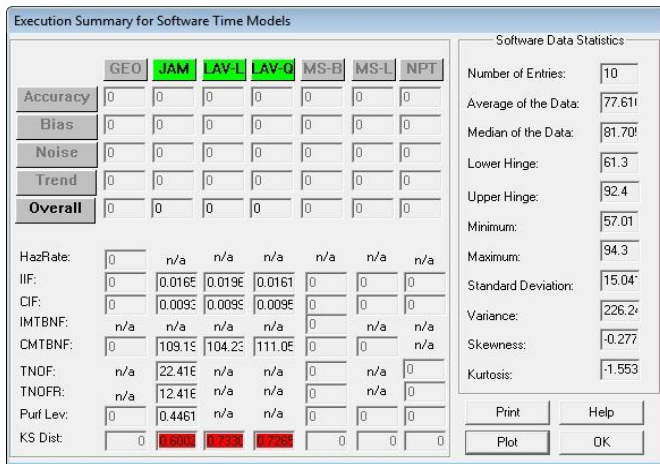 Execution Summary for Software Time Models
GEO JAM LAV-L LAV-Q MS-B MS-L NPT
Accuracy 0 0 0 0 0 0 0
Bias 0 0 0 0 0 0 0
Noise 0 0 0 0 0 0 0
Trend 0 0 0 0 0 0 0
Overall 0 0 0 0 0 0 0
HazRate: 0 n/a n/a n/a n/a n/a n/a
IIF: 0 0.0165 0.0198 0.0161 0 0 0
CIF: 0 0.0093 0.0095 0.0095 0 0 0
IMTBNF: n/a n/a n/a n/a 0 n/a n/a
CMTBNF: 0 109.19 104.23 111.05 0 0 n/a
TNOF: n/a 22.416 n/a n/a 0 n/a 0
TNOFR: n/a 12.416 n/a n/a 0 n/a 0
Purf Lev: 0 0.4461 n/a n/a 0 0 0
KS Dist: 0 0.6002 0.7330 0.7265 0 0 0
Software Data Statistics
Number of Entries: 10
Average of the Data: 77.61
Median of the Data: 81.70
Lower Hinge: 61.3
Upper Hinge: 92.4
Minimum: 57.01
Maximum: 94.3
Standard Deviation: 15.04
Variance: 226.2
Skewness: -0.277
Kurtosis: -1.553
Print Help
Plot OK